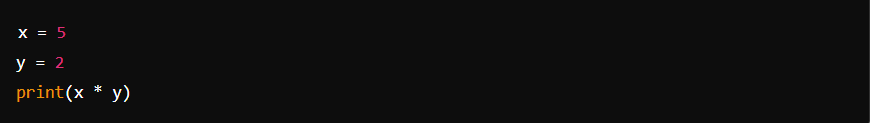 x = 5
y = 2
print(x * y)